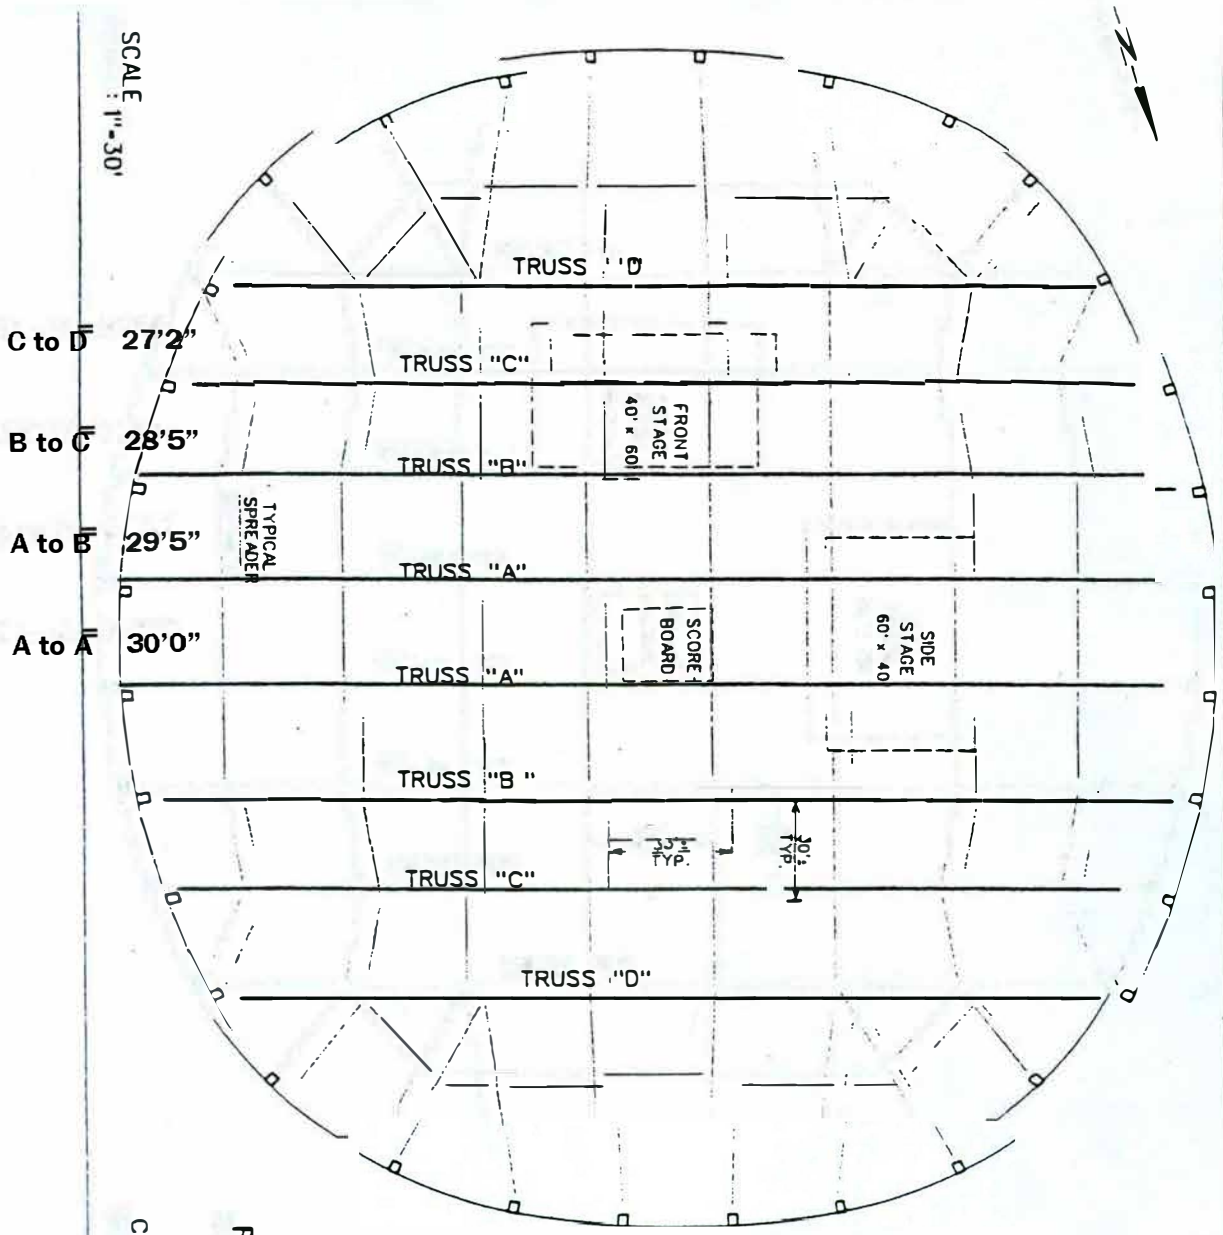 SCALE
: 1"=30'
N
TRUSS "D"
C to D 27'2"
TRUSS "C"
FRONT
STAGE
40' x 60'
B to C 28'5"
TRUSS "B"
TYPICAL
SPREADER
A to B 29'5"
TRUSS "A"
SCORE-
BOARD
SIDE
STAGE
60' x 40
A to A 30'0"
TRUSS "A"
TRUSS "B"
TYP.
TYP.
TRUSS "C"
TRUSS "D"
C